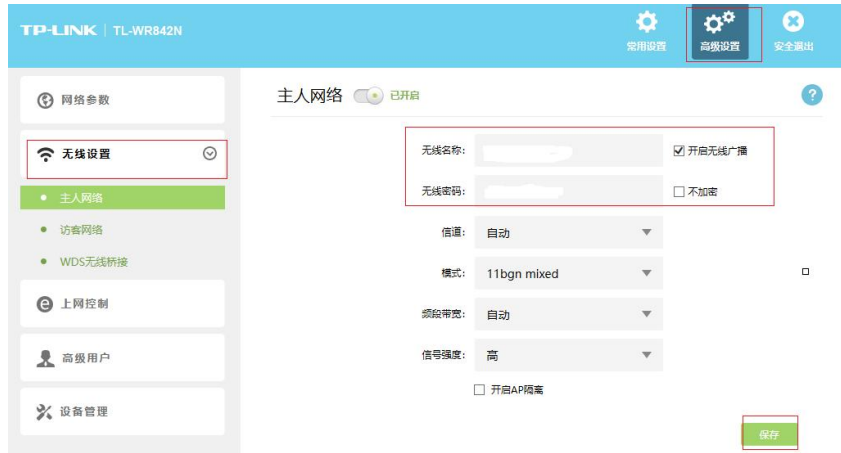 TP-LINK | TL-WR842N
常用设置
高级设置
安全退出
网络参数
无线设置
主人网络
访客网络
WDS无线桥接
上网控制
高级用户
设备管理
主人网络 已开启
?
无线名称: 开启无线广播
无线密码: 不加密
信道: 自动
模式: 11bgn mixed
频段带宽: 自动
信号强度: 高
开启AP隔离
保存